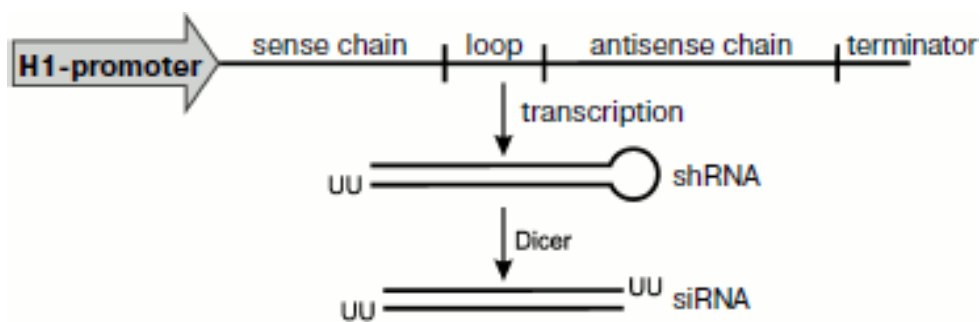 H1-promoter sense chain loop antisense chain terminator
transcription
UU shRNA
Dicer
UU
UU siRNA